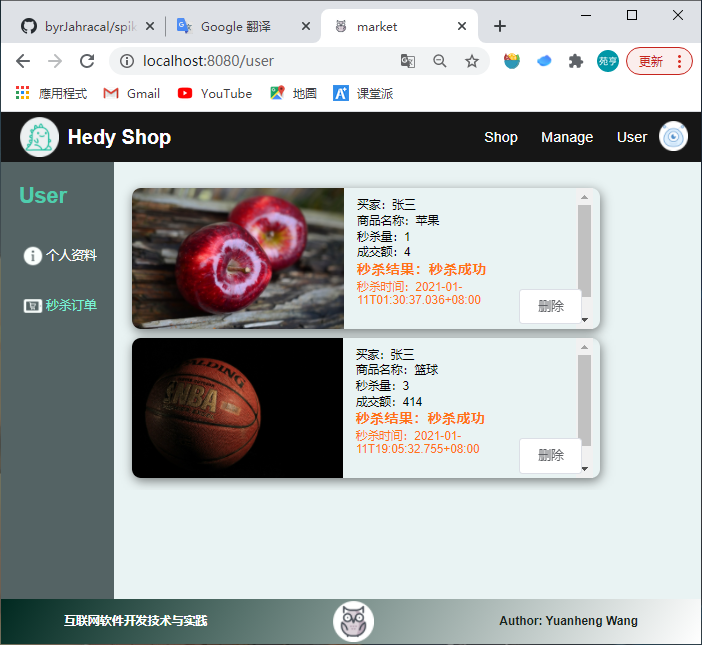 byrJahracal/spik
Google 翻译
market
localhost:8080/user
苑亨
更新
應用程式
Gmail
YouTube
地圖
课堂派
Hedy Shop
Shop
Manage
User
User
个人资料
秒杀订单
买家：张三
商品名称：苹果
秒杀量：1
成交额：4
秒杀结果：秒杀成功
秒杀时间：2021-01-
11T01:30:37.036+08:00
删除
SPALDING
NBA
买家：张三
商品名称：篮球
秒杀量：3
成交额：414
秒杀结果：秒杀成功
秒杀时间：2021-01-
11T19:05:32.755+08:00
删除
互联网软件开发技术与实践
Author: Yuanheng Wang